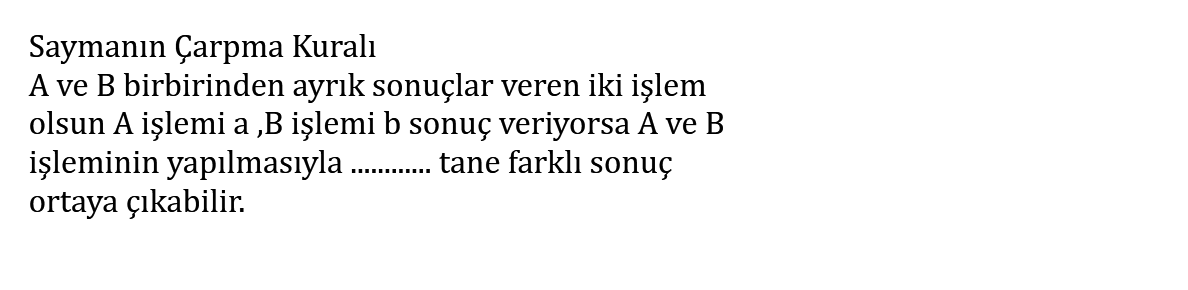 Saymanın Çarpma Kuralı
A ve B birbirinden ayrık sonuçlar veren iki işlem
olsun A işlemi a ,B işlemi b sonuç veriyorsa A ve B
işleminin yapılmasıyla ............ tane farklı sonuç
ortaya çıkabilir.